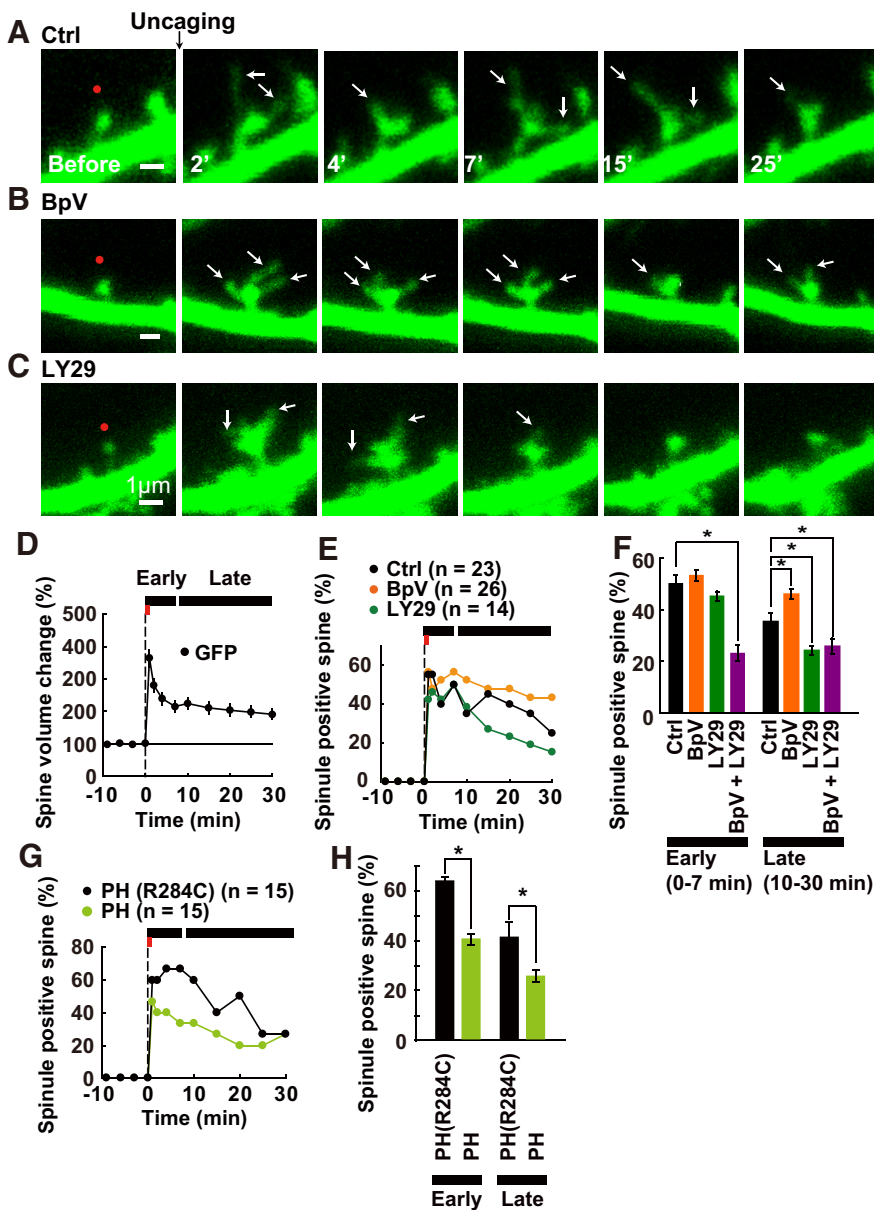 A Ctrl
Uncaging
Before
2’
4’
7’
15’
25’
B BpV
C LY29
1μm
D
Early Late
Spine volume change (%)
500
400
300
200
200
100
0
GFP
-10 0 10 20 30
Time (min)
E
Ctrl (n = 23)
BpV (n = 26)
LY29 (n = 14)
Spinule positive spine (%)
60
40
20
0
-10 0 10 20 30
Time (min)
F
Spinule positive spine (%)
60
40
20
0
* * * *
Ctrl
BpV
LY29
BpV + LY29
Ctrl
BpV
LY29
BpV + LY29
Early
(0-7 min)
Late
(10-30 min)
G
PH (R284C) (n = 15)
PH (n = 15)
Spinule positive spine (%)
80
60
40
20
0
-10 0 10 20 30
Time (min)
H
Spinule positive spine (%)
60
40
20
0
* *
PH(R284C)
PH
PH(R284C)
PH
Early
Late